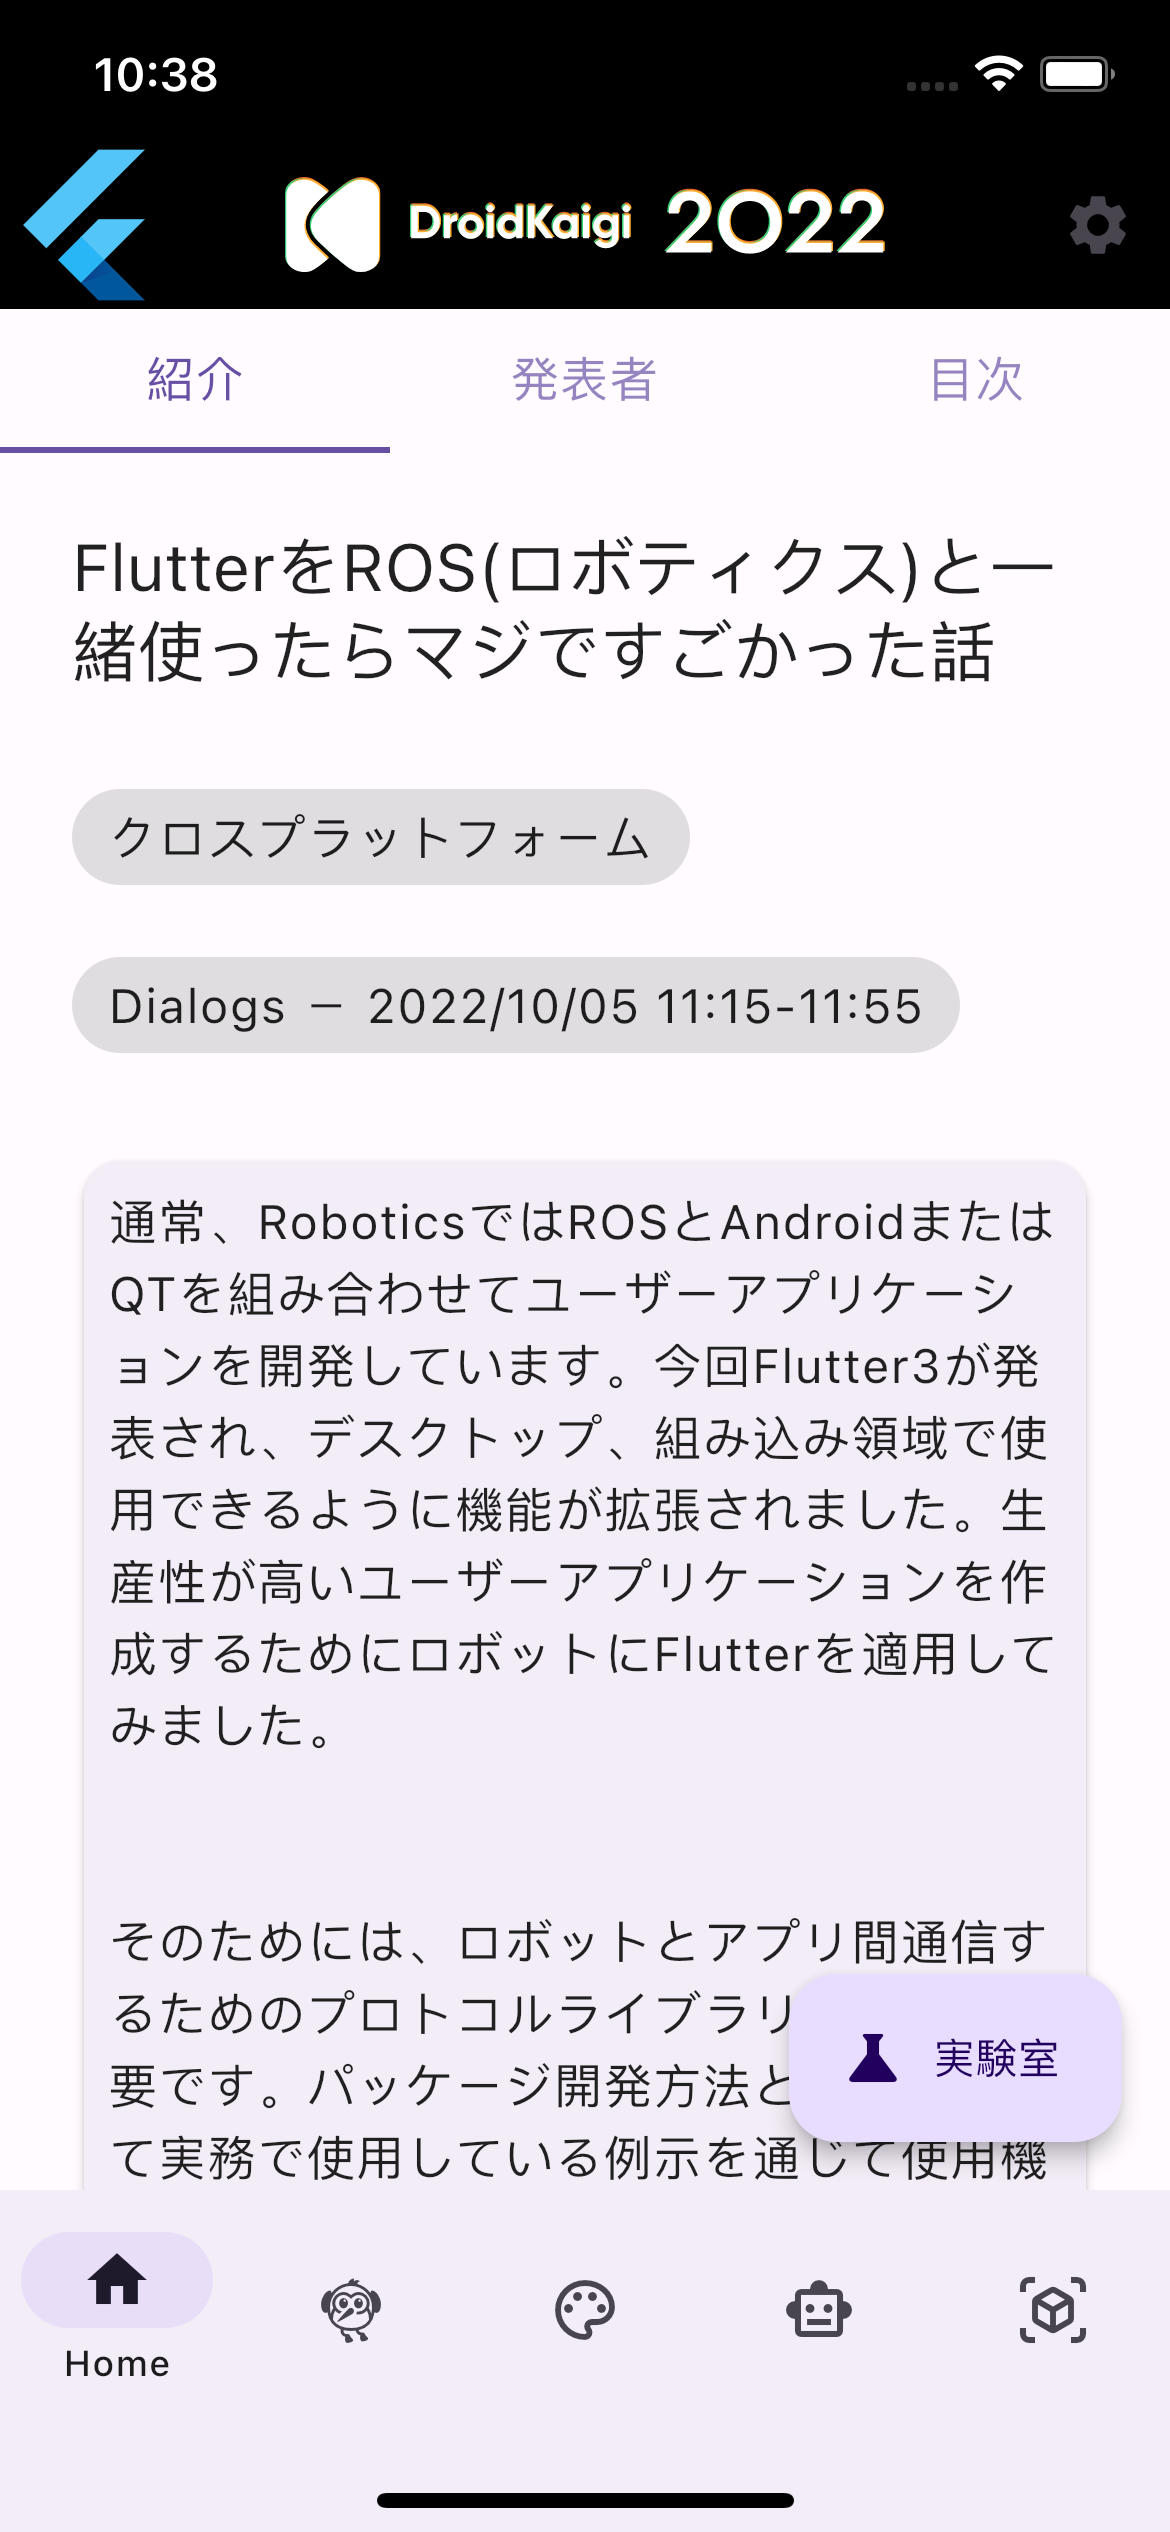 10:38
DroidKaigi 2022
紹介
発表者
目次
FlutterをROS(ロボティクス)と一
緒使ったらマジですごかった話
クロスプラットフォーム
Dialogs − 2022/10/05 11:15-11:55
通常、RoboticsではROSとAndroidまたは
QTを組み合わせてユーザーアプリケーシ
ョンを開発しています。今回Flutter3が発
表され、デスクトップ、組み込み領域で使
用できるように機能が拡張されました。生
産性が高いユーザーアプリケーションを作
成するためにロボットにFlutterを適用して
みました。
そのためには、ロボットとアプリ間通信す
るためのプロトコルライブラリ
要です。パッケージ開発方法と
て実務で使用している例示を通じて使用機
実験室
Home